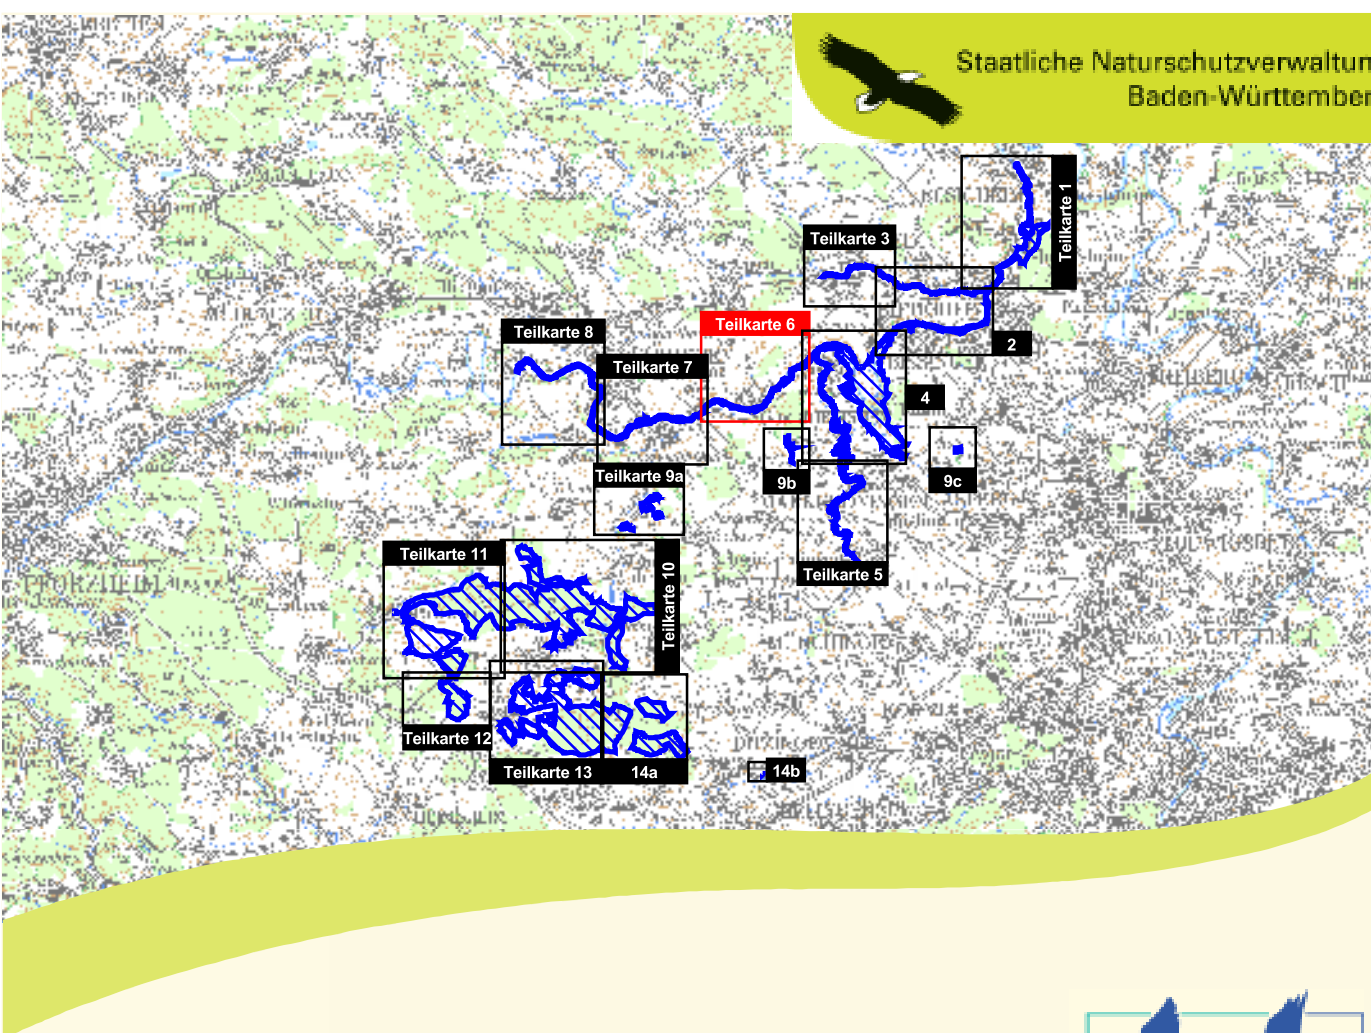 Staatliche Naturschutzverwaltun
Baden-Württember
Teilkarte 1
Teilkarte 3
Teilkarte 6
Teilkarte 8
2
Teilkarte 7
4
Teilkarte 9a
9b
9c
Teilkarte 11
Teilkarte 10
Teilkarte 5
Teilkarte 12
Teilkarte 13
14a
14b